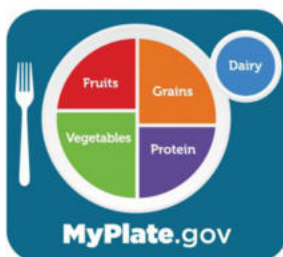 Dairy
Fruits
Grains
Vegetables
Protein
MyPlate.gov